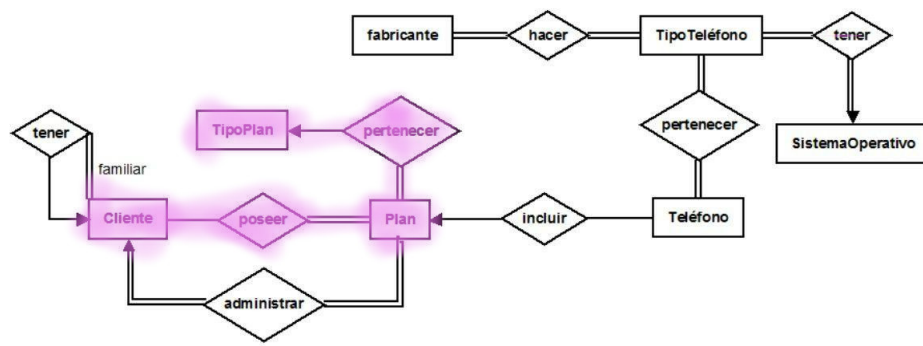 fabricante
hacer
TipoTeléfono
tener
TipoPlan
pertenecer
pertenecer
tener
SistemaOperativo
familiar
Cliente
poseer
Plan
incluir
Teléfono
administrar